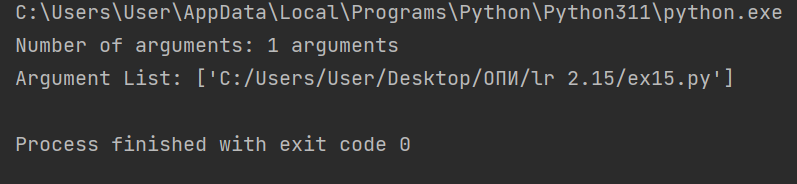 C:\Users\User\AppData\Local\Programs\Python\Python311\python.exe
Number of arguments: 1 arguments
Argument List: ['C:/Users/User/Desktop/ОПИ/lr 2.15/ex15.py']
Process finished with exit code 0